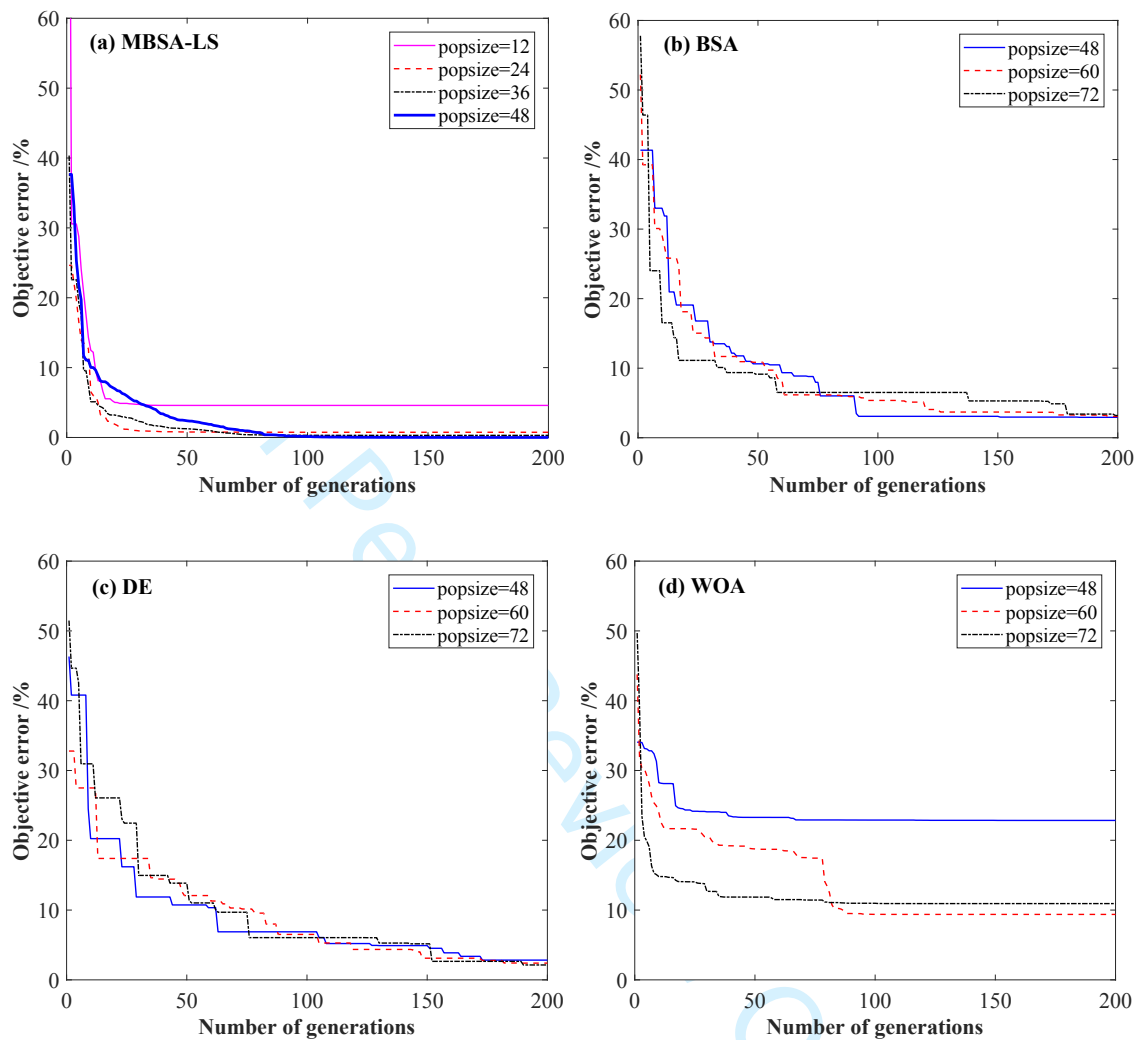 (a) MBSA-LS
popsize=12
popsize=24
popsize=36
popsize=48
Objective error /%
60
50
40
30
20
10
0
0 50 100 150 200
Number of generations
(b) BSA
popsize=48
popsize=60
popsize=72
Objective error /%
60
50
40
30
20
10
0
0 50 100 150 200
Number of generations
(c) DE
popsize=48
popsize=60
popsize=72
Objective error /%
60
50
40
30
20
10
0
0 50 100 150 200
Number of generations
(d) WOA
popsize=48
popsize=60
popsize=72
Objective error /%
60
50
40
30
20
10
0
0 50 100 150 200
Number of generations